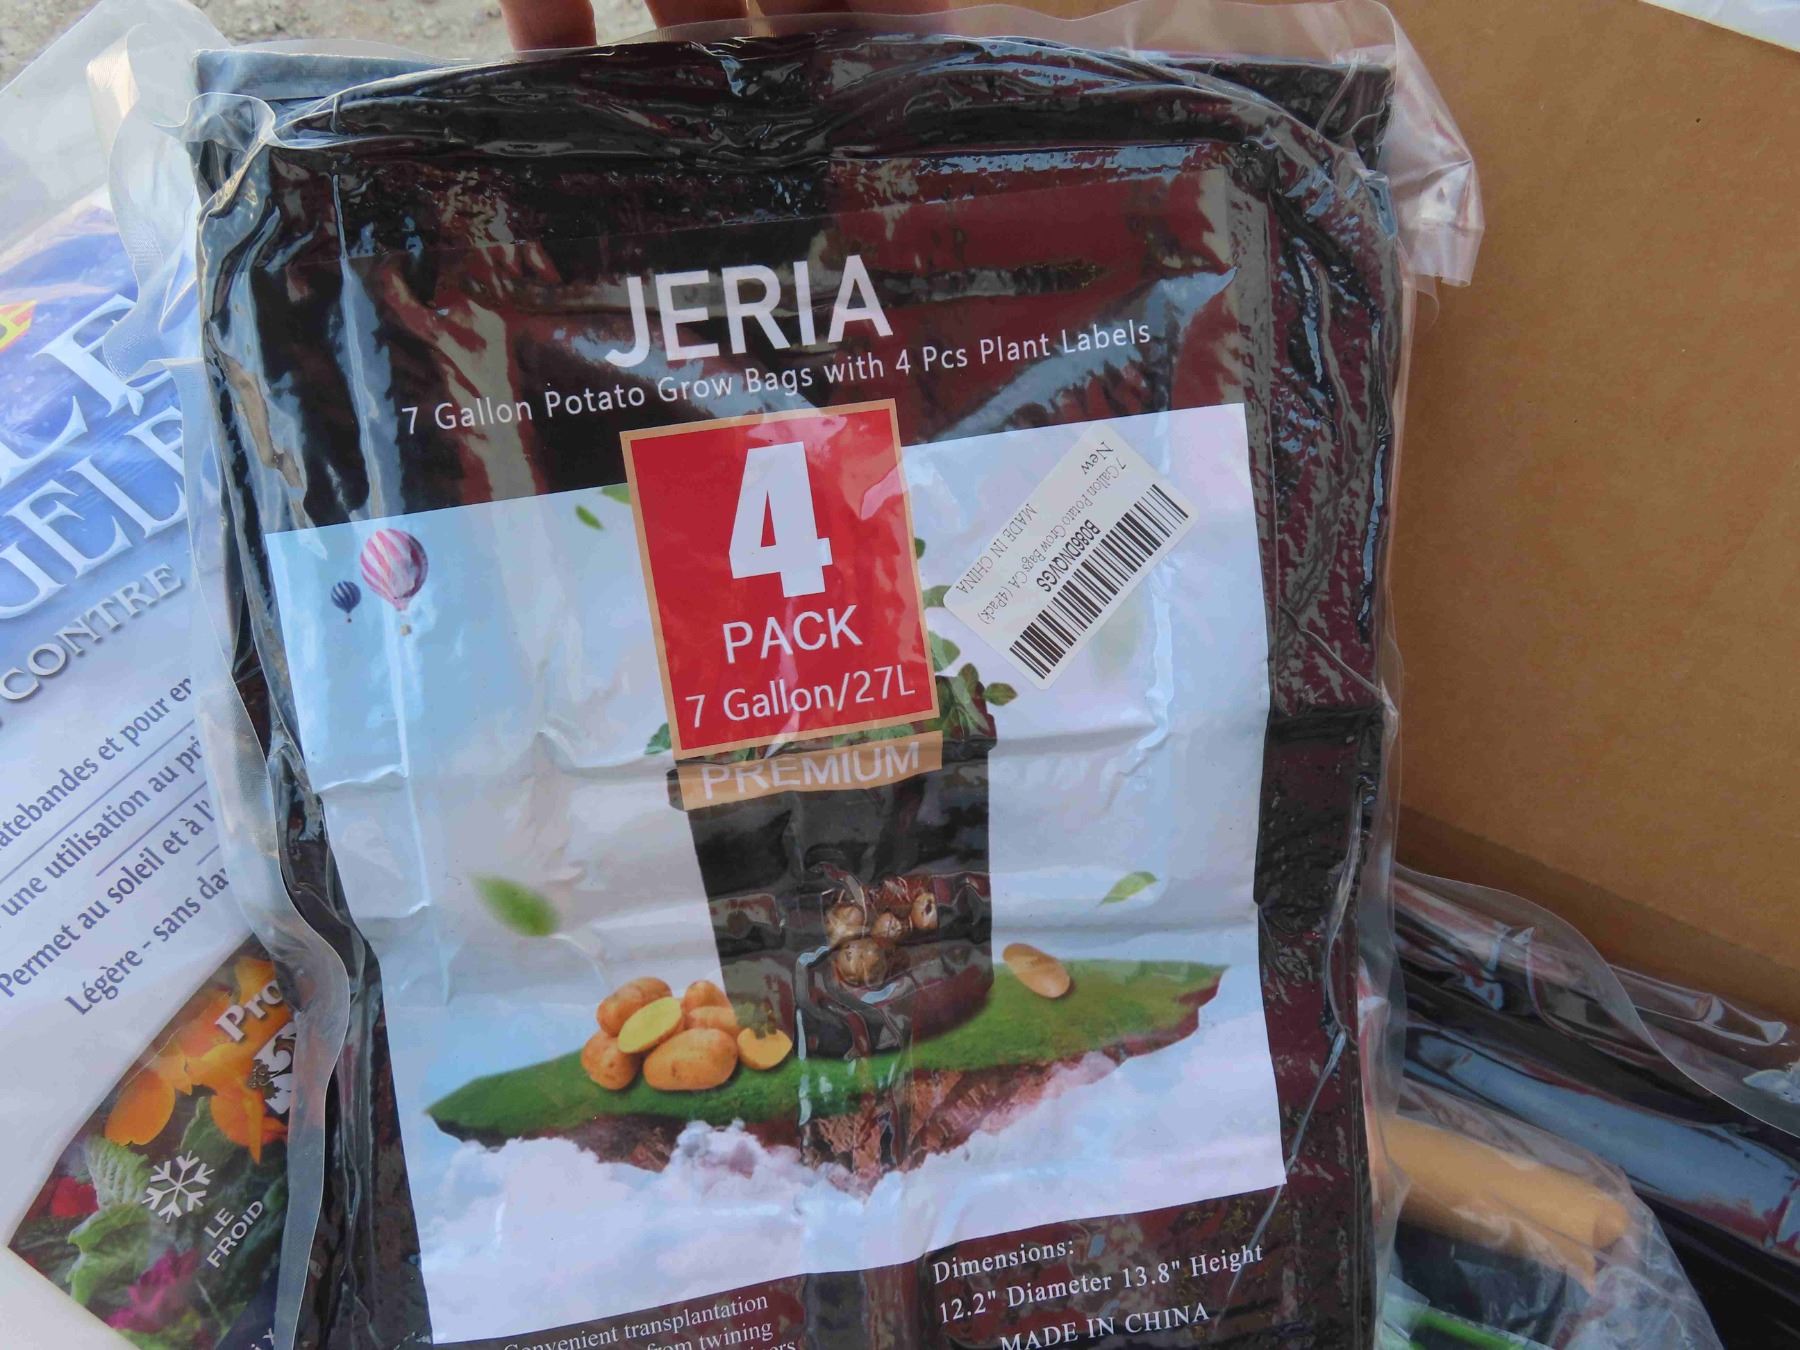 JERIA
7 Gallon Potato Grow Bags with 4 Pcs Plant Labels
4
PACK
7 Gallon/27L
PREMIUM
B086DNQVGS
7 Gallon Potato Grow Bags CA (4Pack)
New
MADE IN CHINA
Dimensions:
12.2" Diameter 13.8" Height
MADE IN CHINA
Convenient transplantation
from twining
CONTRE
et pour en
une utilisation au
Permet au soleil et à l'
Légère - sans
Pro
LE
FROID